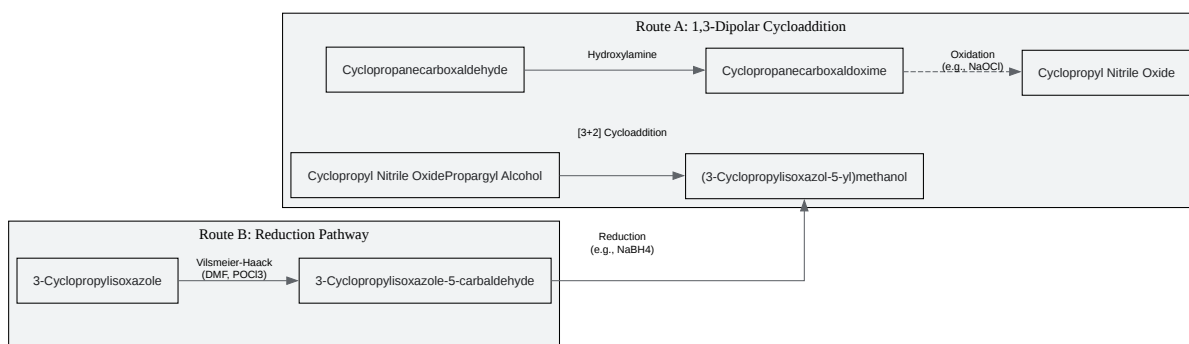 Route A: 1,3-Dipolar Cycloaddition
Cyclopropanecarboxaldehyde
Hydroxylamine
Cyclopropanecarboxaldoxime
Oxidation
(e.g., NaOCl)
Cyclopropyl Nitrile Oxide
[3+2] Cycloaddition
Cyclopropyl Nitrile OxidePropargyl Alcohol
(3-Cyclopropylisoxazol-5-yl)methanol
Route B: Reduction Pathway
3-Cyclopropylisoxazole
Vilsmeier-Haack
(DMF, POCl3)
3-Cyclopropylisoxazole-5-carbaldehyde
Reduction
(e.g., NaBH4)